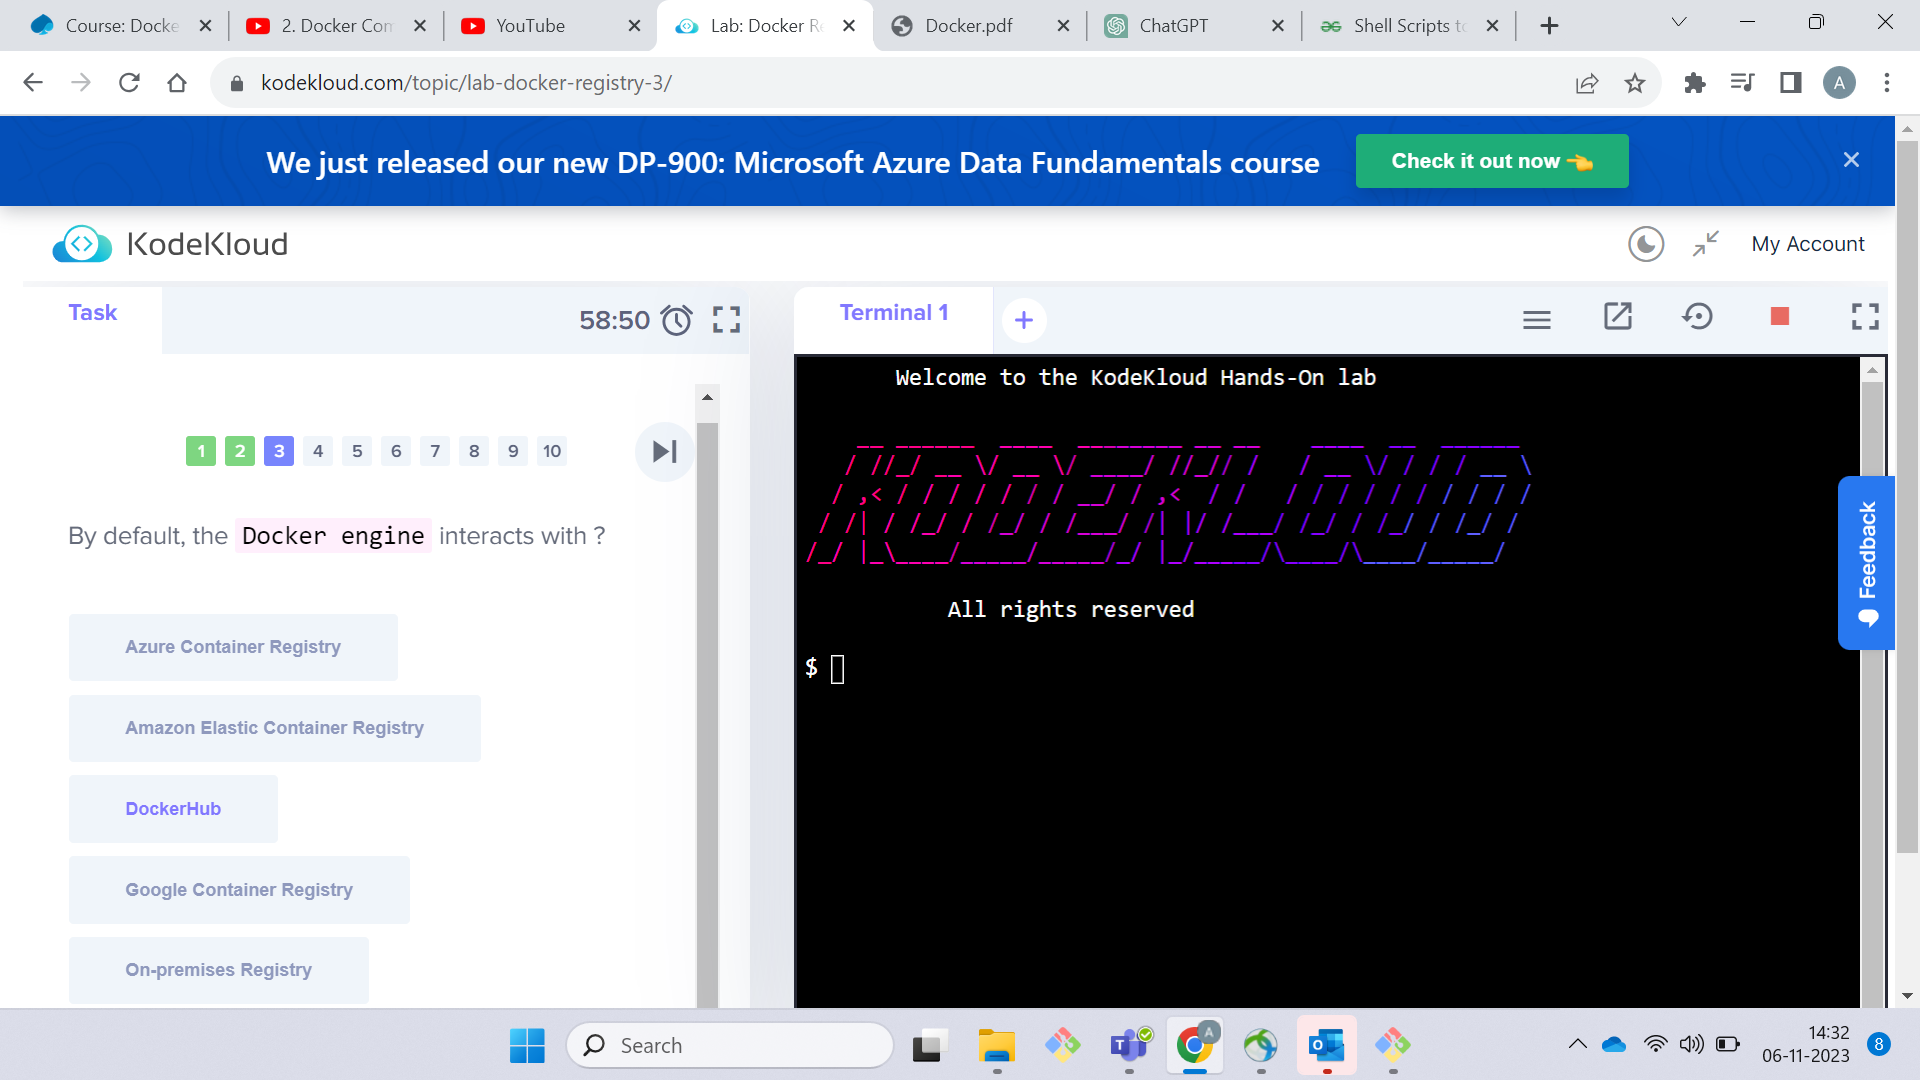 Course: Docke
2. Docker Con
YouTube
Lab: Docker Re
Docker.pdf
ChatGPT
Shell Scripts to
kodekloud.com/topic/lab-docker-registry-3/
A
We just released our new DP-900: Microsoft Azure Data Fundamentals course
Check it out now
KodeKloud
My Account
Task
58:50
Terminal 1
Welcome to the KodeKloud Hands-On lab
1 2 3 4 5 6 7 8 9 10
KODEKLOUD
By default, the Docker engine interacts with ?
All rights reserved
$
Feedback
Azure Container Registry
Amazon Elastic Container Registry
DockerHub
Google Container Registry
On-premises Registry
Search
14:32
06-11-2023
8